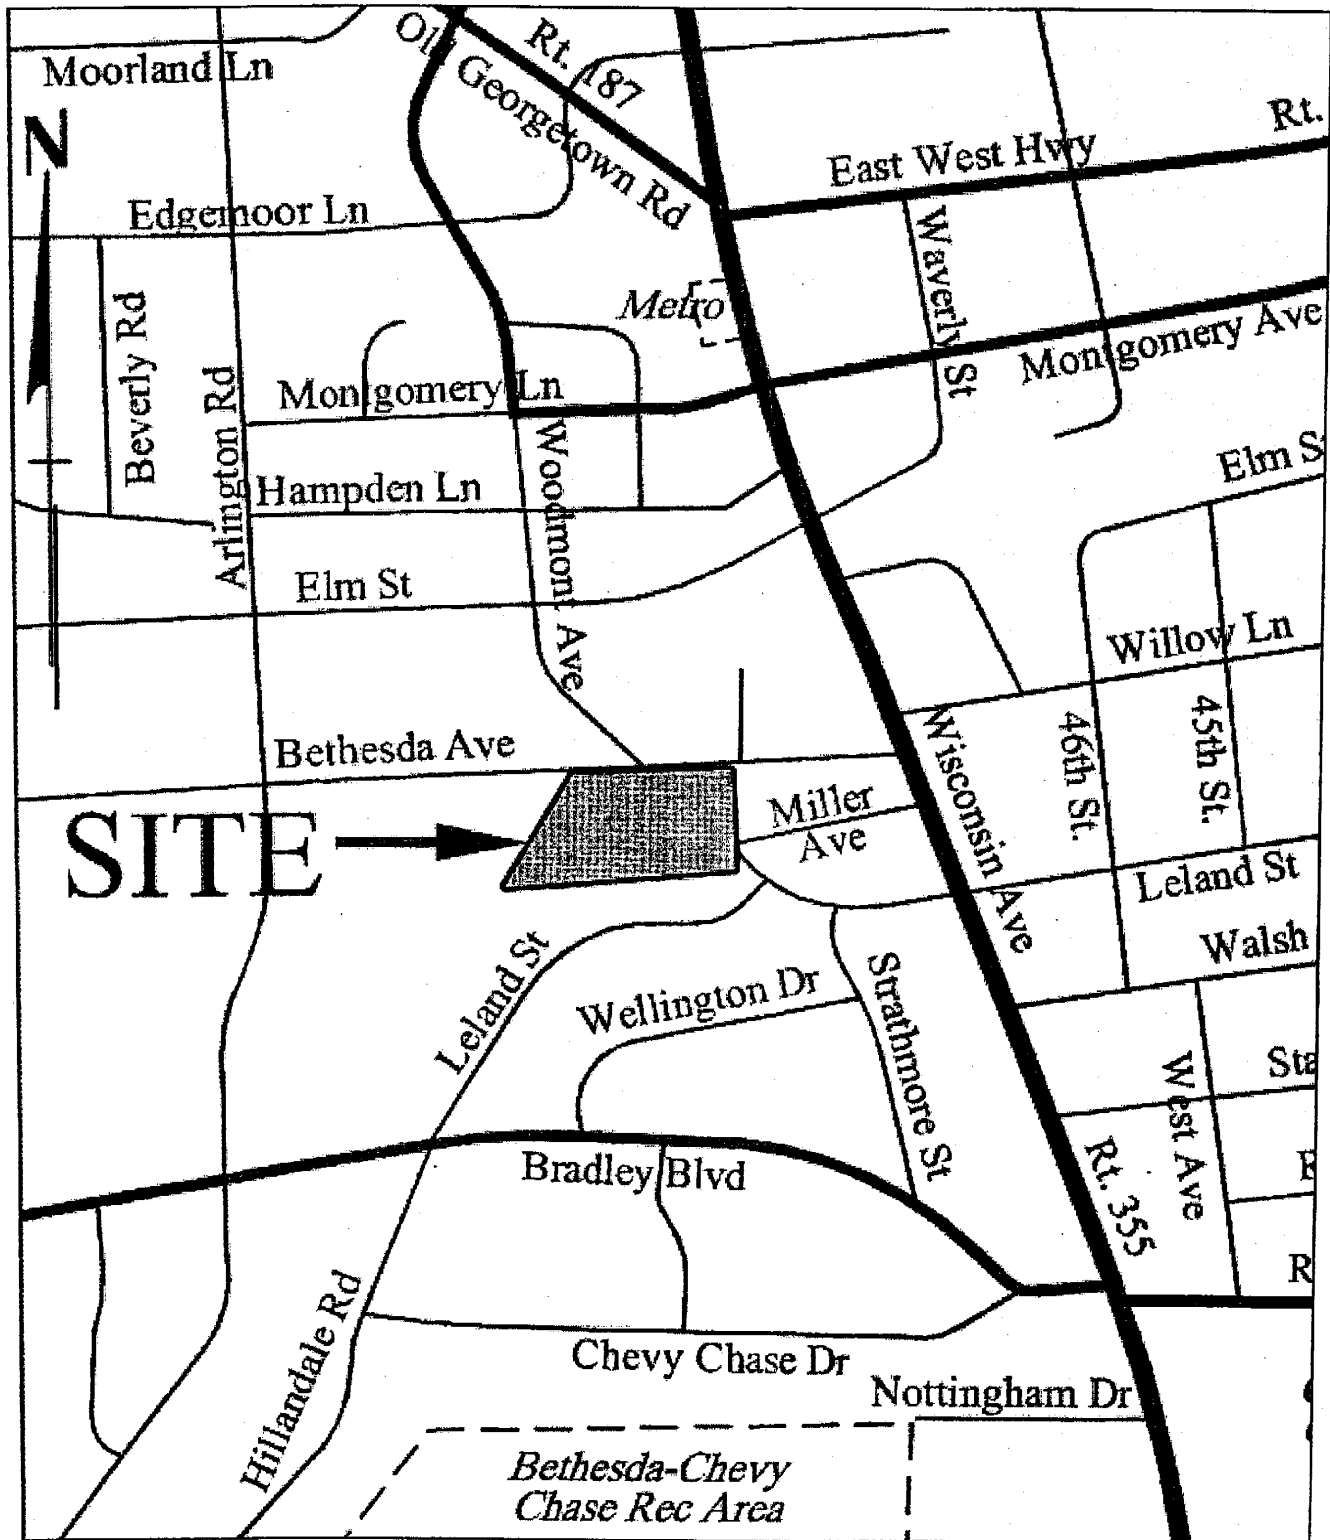 Moorland Ln
Old Georgetown Rd
Rt. 187
Rt.
N
East West Hwy
Edgemoor Ln
Waverly St
Metro
Beverly Rd
Montgomery Ave
Arlington Rd
Montgomery Ln
Woodmont Ave
Elm S
Hampden Ln
Elm St
Willow Ln
45th St.
46th St.
Wisconsin Ave
Bethesda Ave
Miller
Ave
SITE
Leland St
Walsh
Leland St
Wellington Dr
Strathmore St
Sta
West Ave
Bradley Blvd
Rt. 355
R
Hillandale Rd
Chevy Chase Dr
Nottingham Dr
Bethesda-Chevy
Chase Rec Area